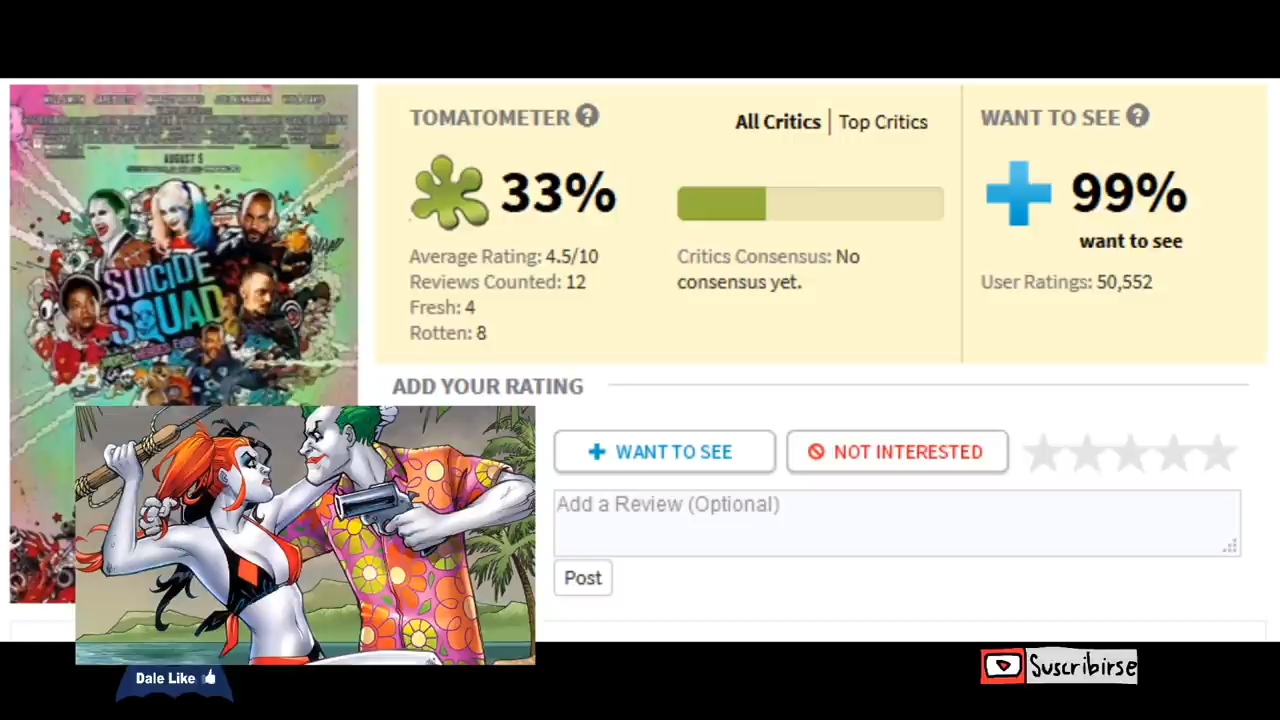 TOMATOMETER ?
All Critics | Top Critics
33%
Average Rating: 4.5/10
Reviews Counted: 12
Fresh: 4
Rotten: 8
Critics Consensus: No
consensus yet.
WANT TO SEE ?
99%
want to see
User Ratings: 50,552
AUGUST 5
SUICIDE
SQUAD
ADD YOUR RATING
WANT TO SEE
NOT INTERESTED
Add a Review (Optional)
Post
Dale Like
Suscribirse